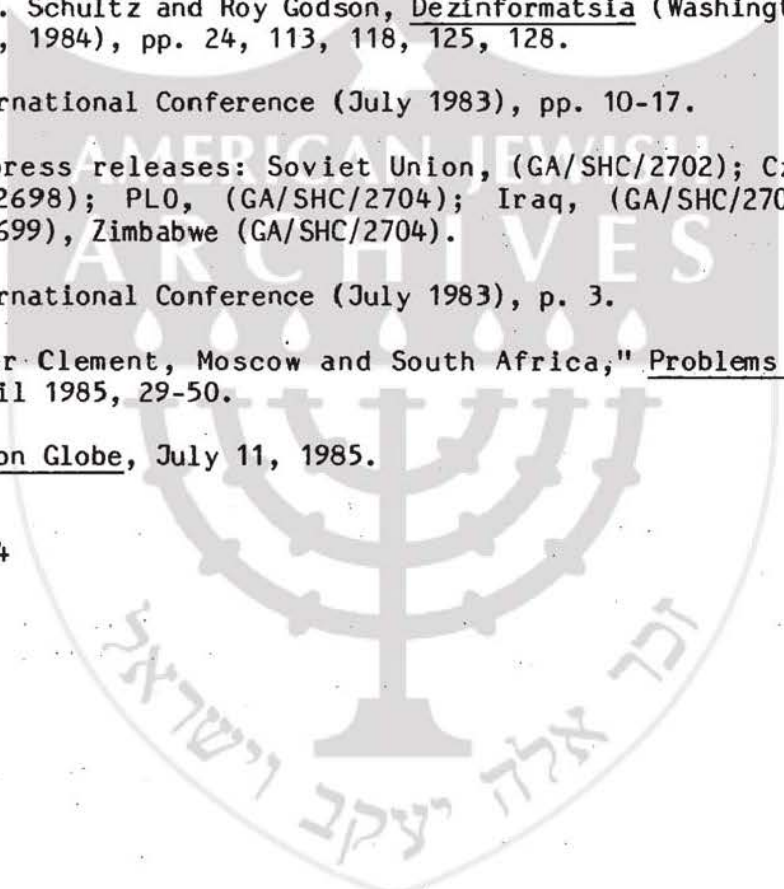 . Schultz and Roy Godson, Dezinformatsia (Washingt
, 1984), pp. 24, 113, 118, 125, 128.
rnational Conference (July 1983), pp. 10-17.
ress releases: Soviet Union, (GA/SHC/2702); C
2698); PLO, (GA/SHC/2704); Iraq, (GA/SHC/270
699), Zimbabwe (GA/SHC/2704).
AMERICAN JEWISH
ARCHIVES
rnational Conference (July 1983), p. 3.
r Clement, Moscow and South Africa," Problems
il 1985, 29-50.
on Globe, July 11, 1985.
4
זכר אלה יעקב וישראל